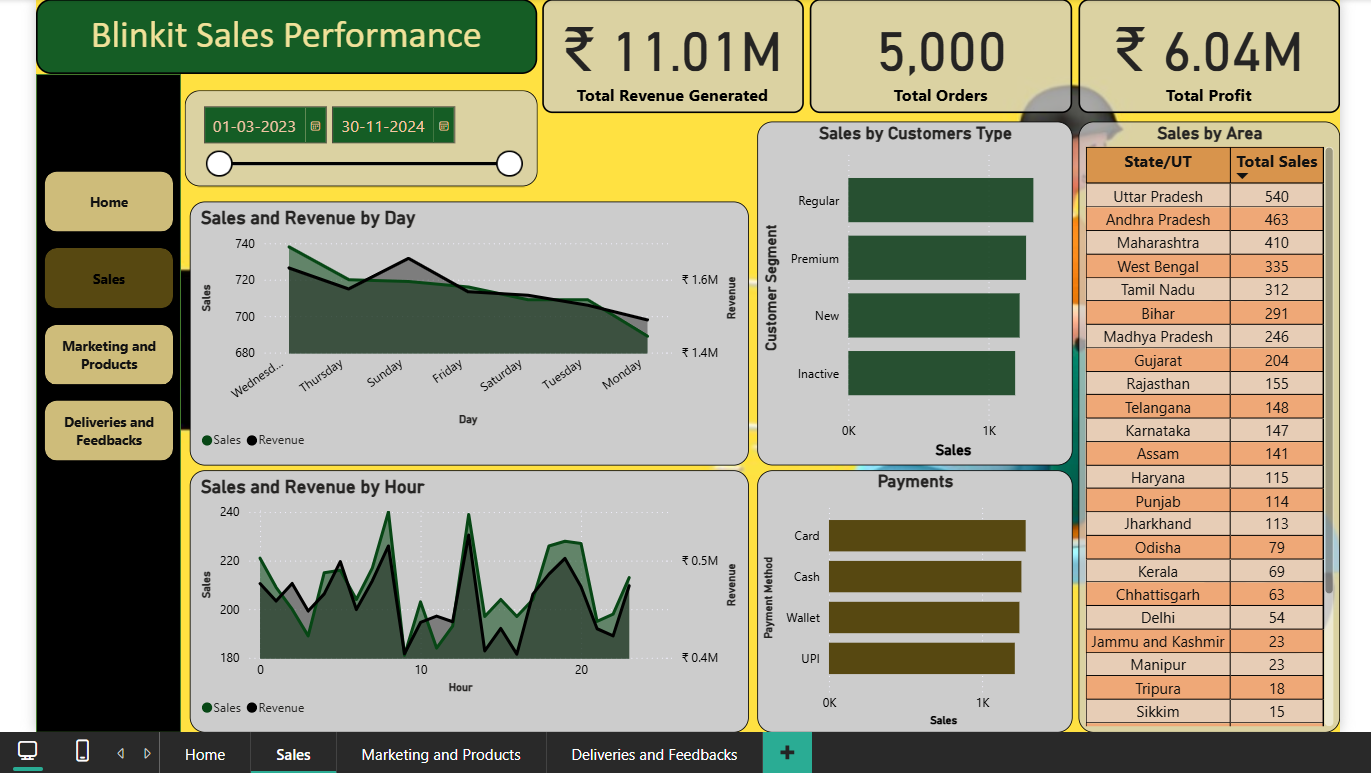 Blinkit Sales Performance
₹ 11.01M
Total Revenue Generated
5,000
Total Orders
₹ 6.04M
Total Profit
01-03-2023
30-11-2024
Home
Sales
Marketing and
Products
Deliveries and
Feedbacks
Sales and Revenue by Day
740
720
700
680
Sales
₹ 1.6M
₹ 1.4M
Revenue
Wednesd...
Thursday
Sunday
Friday
Saturday
Tuesday
Monday
Day
Sales Revenue
Sales and Revenue by Hour
240
220
200
180
Sales
₹ 0.5M
₹ 0.4M
Revenue
0 10 20
Hour
Sales Revenue
Sales by Customers Type
Customer Segment
Regular
Premium
New
Inactive
0K 1K
Sales
Payments
Payment Method
Card
Cash
Wallet
UPI
0K 1K
Sales
Sales by Area
State/UT Total Sales
Uttar Pradesh 540
Andhra Pradesh 463
Maharashtra 410
West Bengal 335
Tamil Nadu 312
Bihar 291
Madhya Pradesh 246
Gujarat 204
Rajasthan 155
Telangana 148
Karnataka 147
Assam 141
Haryana 115
Punjab 114
Jharkhand 113
Odisha 79
Kerala 69
Chhattisgarh 63
Delhi 54
Jammu and Kashmir 23
Manipur 23
Tripura 18
Sikkim 15
Home Sales Marketing and Products Deliveries and Feedbacks +